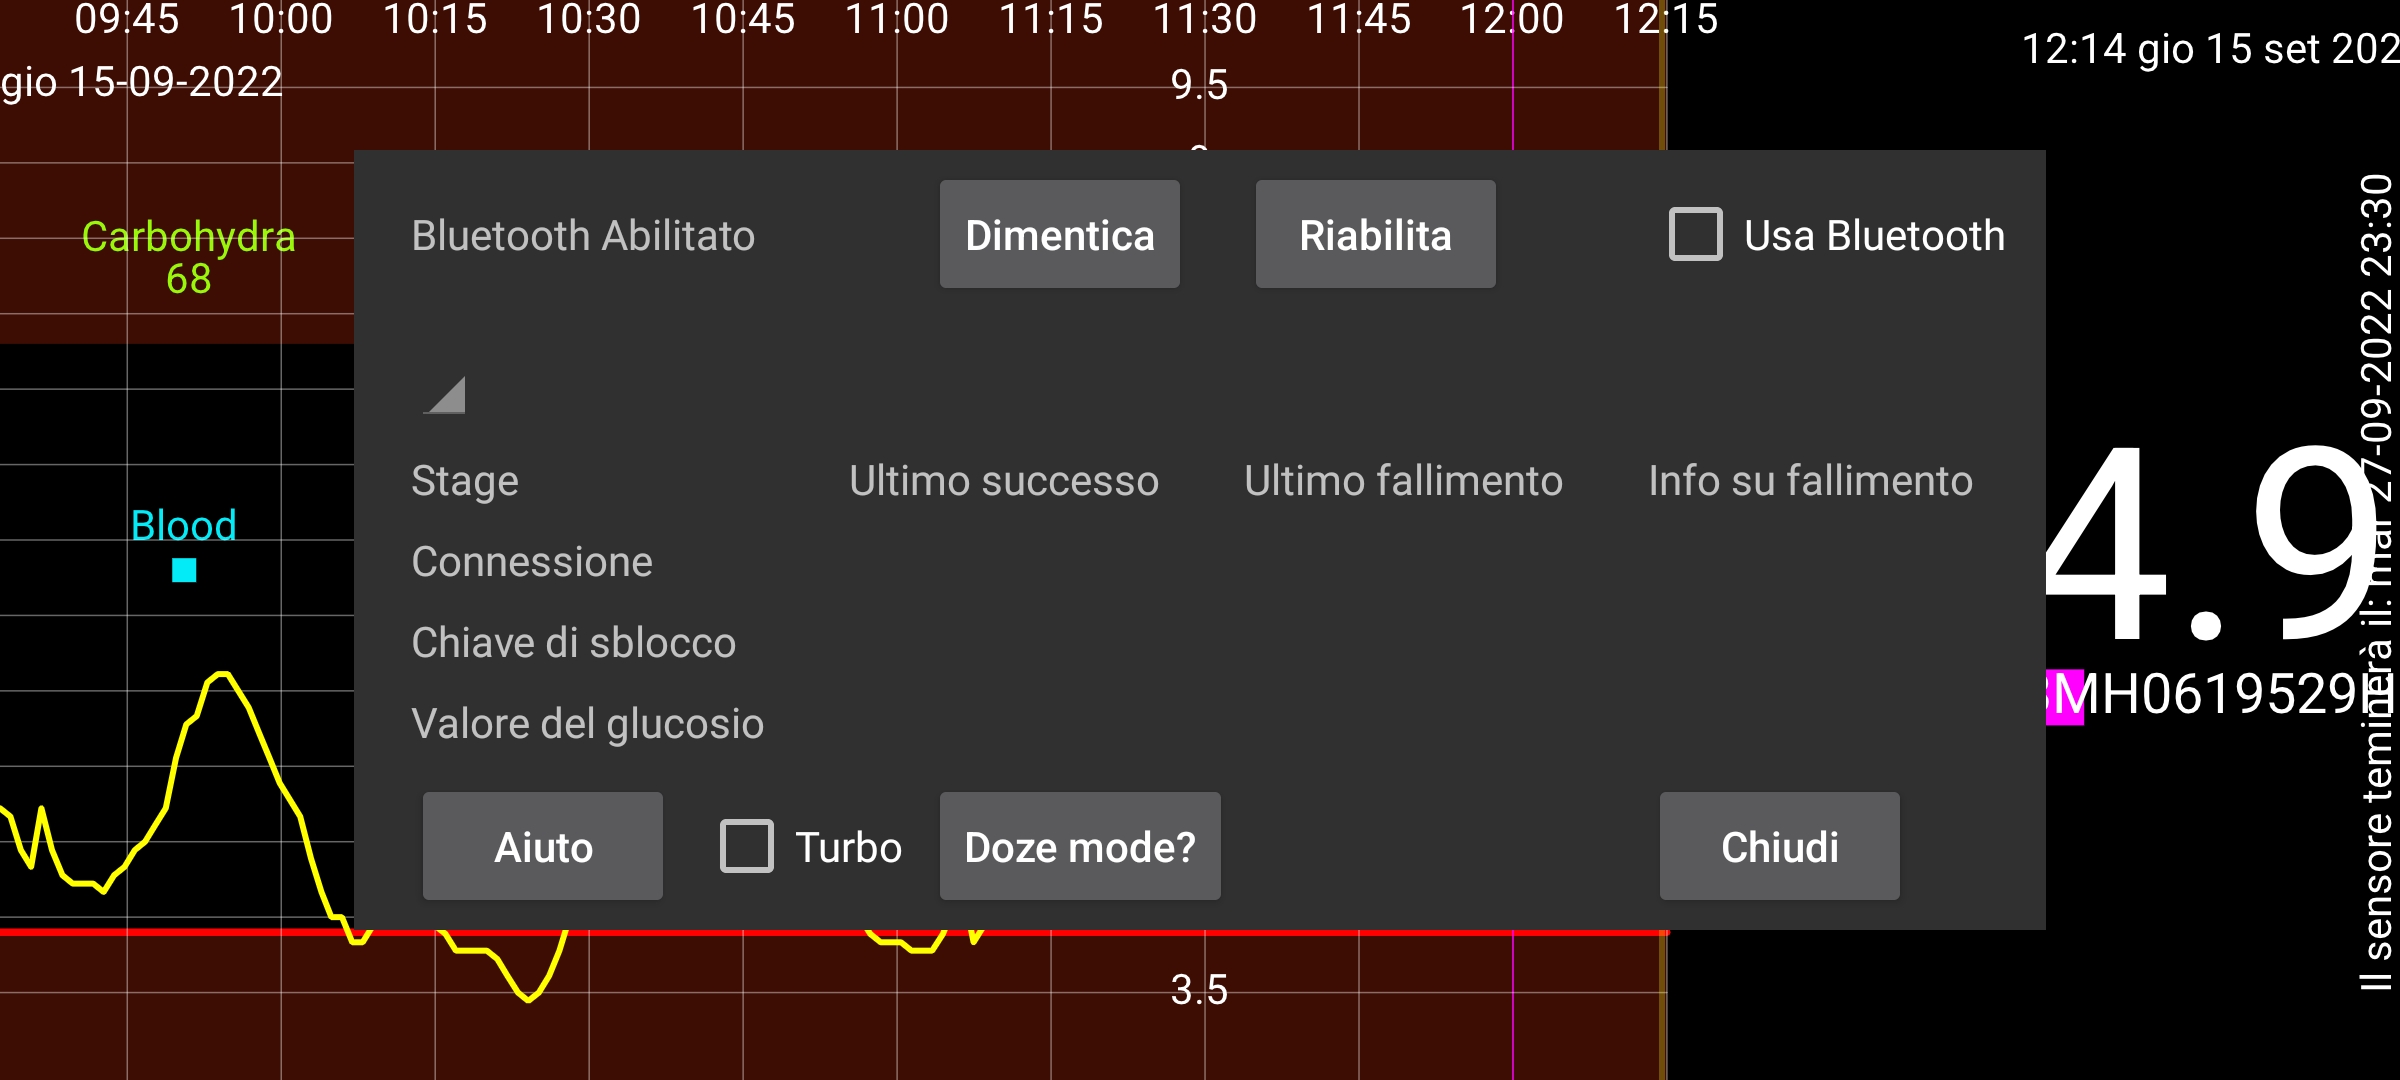 09:45 10:00 10:15 10:30 10:45 11:00 11:15 11:30 11:45 12:00 12:15
12:14 gio 15 set 202
gio 15-09-2022
9.5
Carbohydra
68
Blood
Bluetooth Abilitato
Dimentica
Riabilita
Usa Bluetooth
Stage
Ultimo successo
Ultimo fallimento
Info su fallimento
Connessione
Chiave di sblocco
Valore del glucosio
Aiuto
Turbo
Doze mode?
Chiudi
4.9
MH0619529
Il sensore teminerà il: mar 27-09-2022 23:30
3.5